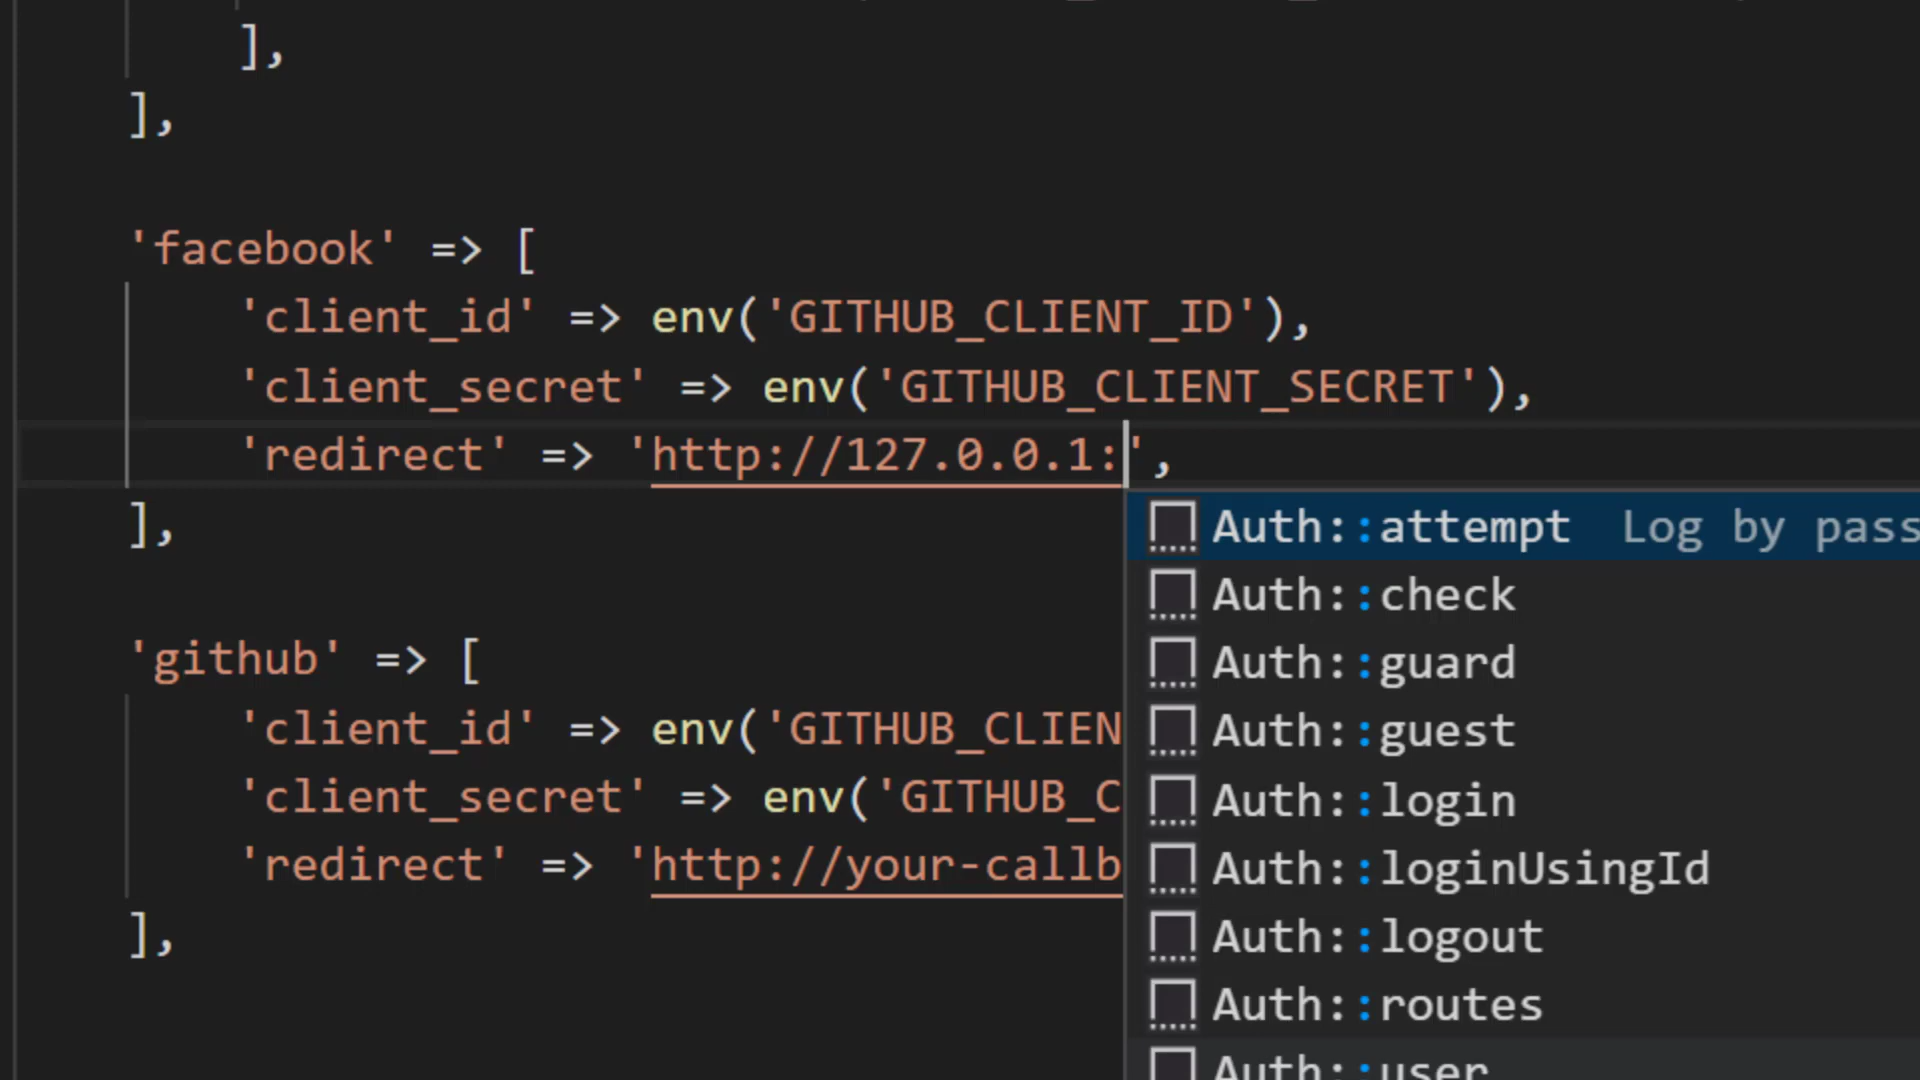 ],
],
'facebook' => [
'client_id' => env('GITHUB_CLIENT_ID'),
'client_secret' => env('GITHUB_CLIENT_SECRET'),
'redirect' => 'http://127.0.0.1:',
],
'github' => [
'client_id' => env('GITHUB_CLIEN
'client_secret' => env('GITHUB_C
'redirect' => 'http://your-callb
],
Auth::attempt Log by pass
Auth::check
Auth::guard
Auth::guest
Auth::login
Auth::loginUsingId
Auth::logout
Auth::routes
Auth::user